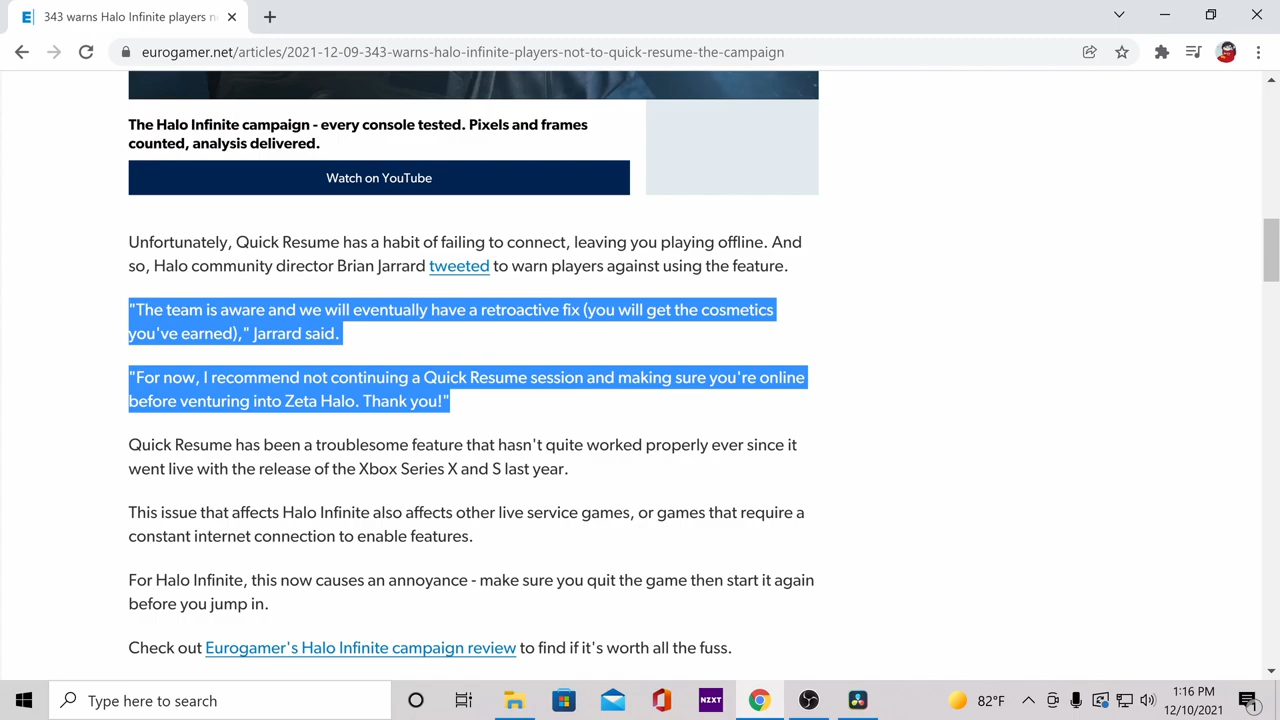 343 warns Halo Infinite players n
eurogamer.net/articles/2021-12-09-343-warns-halo-infinite-players-not-to-quick-resume-the-campaign
The Halo Infinite campaign - every console tested. Pixels and frames
counted, analysis delivered.
Watch on YouTube
Unfortunately, Quick Resume has a habit of failing to connect, leaving you playing offline. And
so, Halo community director Brian Jarrard tweeted to warn players against using the feature.
"The team is aware and we will eventually have a retroactive fix (you will get the cosmetics
you've earned)," Jarrard said.
"For now, I recommend not continuing a Quick Resume session and making sure you're online
before venturing into Zeta Halo. Thank you!"
Quick Resume has been a troublesome feature that hasn't quite worked properly ever since it
went live with the release of the Xbox Series X and S last year.
This issue that affects Halo Infinite also affects other live service games, or games that require a
constant internet connection to enable features.
For Halo Infinite, this now causes an annoyance - make sure you quit the game then start it again
before you jump in.
Check out Eurogamer's Halo Infinite campaign review to find if it's worth all the fuss.
Type here to search
NZXT
82°F
1:16 PM
12/10/2021
1